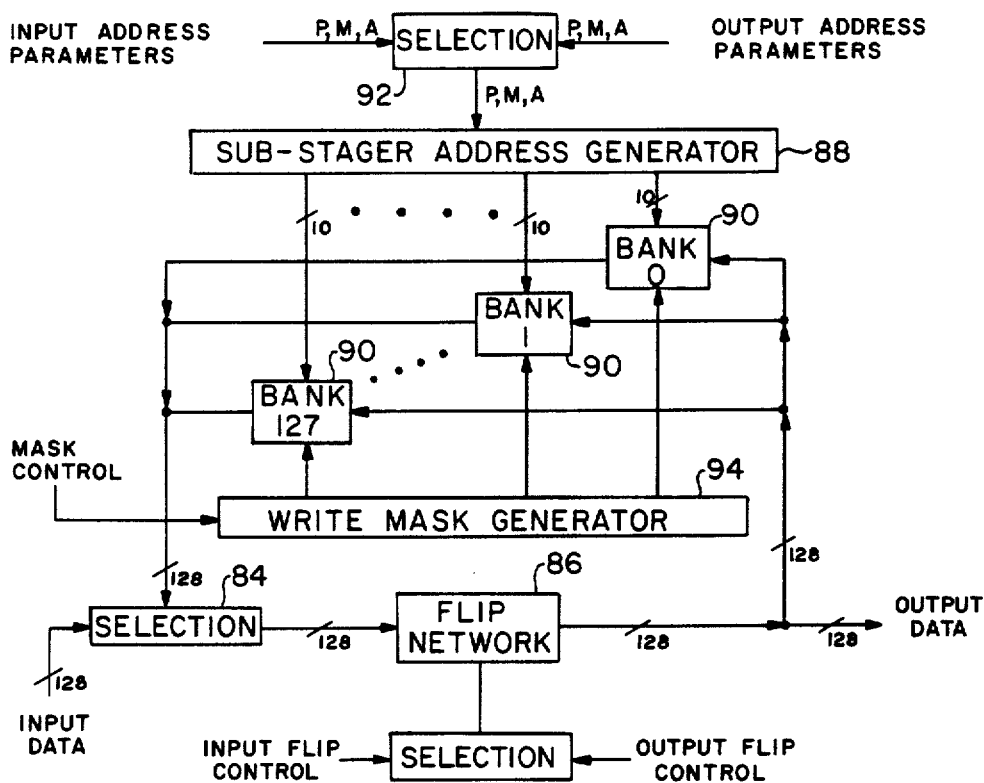 INPUT ADDRESS
PARAMETERS
P,M,A
SELECTION
P,M,A
OUTPUT ADDRESS
PARAMETERS
92
P,M,A
SUB-STAGER ADDRESS GENERATOR
88
10
10
10
90
BANK
0
BANK
1
90
90
BANK
127
MASK
CONTROL
94
WRITE MASK GENERATOR
128
84
86
128
SELECTION
128
FLIP
NETWORK
128
128
OUTPUT
DATA
128
INPUT
DATA
INPUT FLIP
CONTROL
SELECTION
OUTPUT FLIP
CONTROL